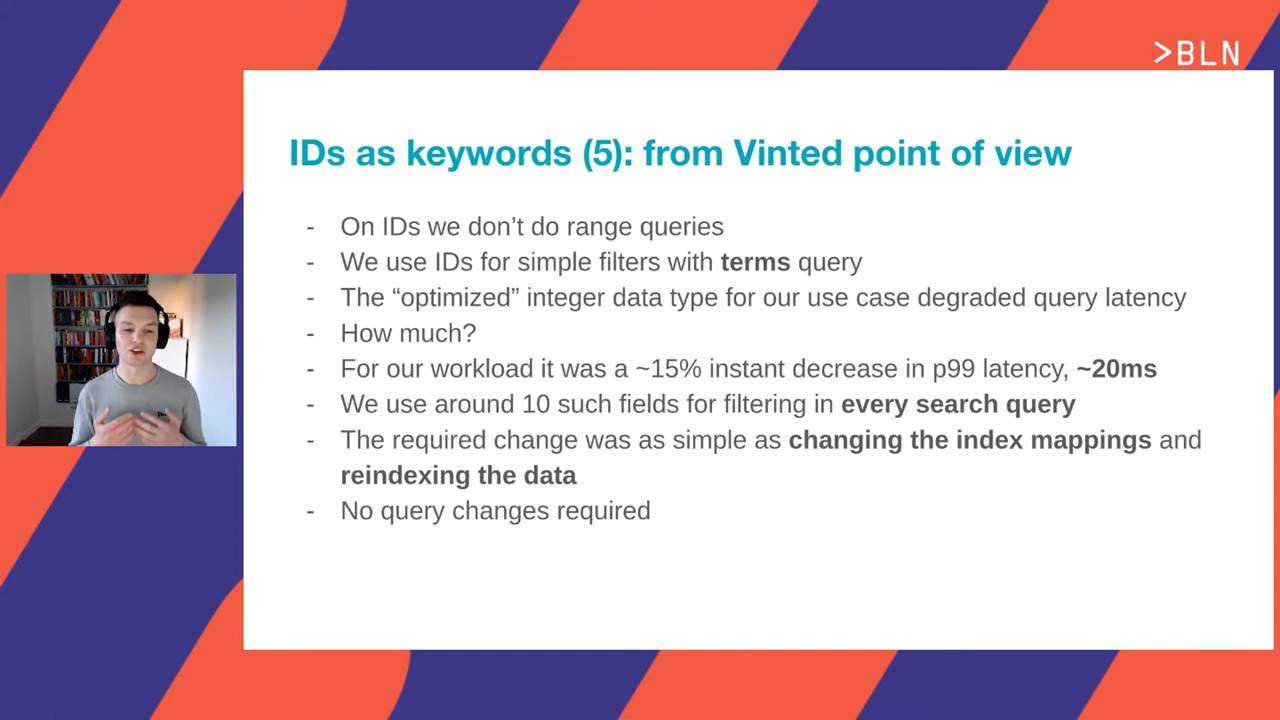 >BLN
IDs as keywords (5): from Vinted point of view
- On IDs we don’t do range queries
- We use IDs for simple filters with terms query
- The “optimized” integer data type for our use case degraded query latency
- How much?
- For our workload it was a ~15% instant decrease in p99 latency, ~20ms
- We use around 10 such fields for filtering in every search query
- The required change was as simple as changing the index mappings and
reindexing the data
- No query changes required